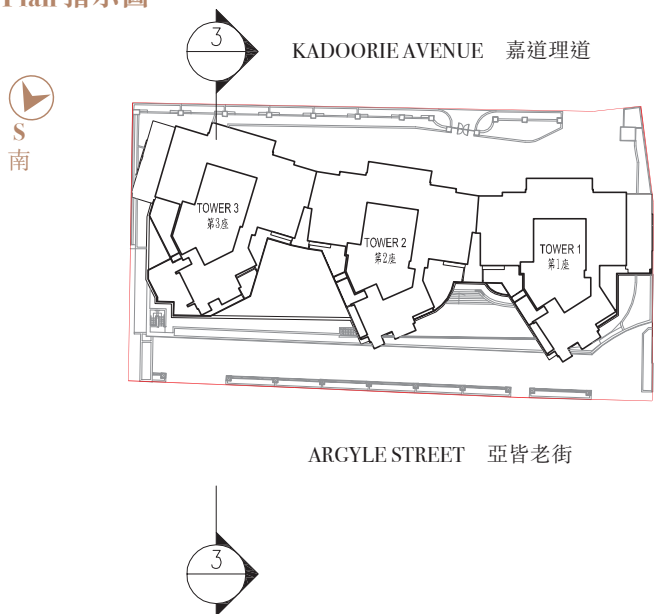 Plan 指示圖
3
KADOORIE AVENUE 嘉道理道
S
南
TOWER 3
第3座
TOWER 2
第2座
TOWER 1
第1座
ARGYLE STREET 亞皆老街
3